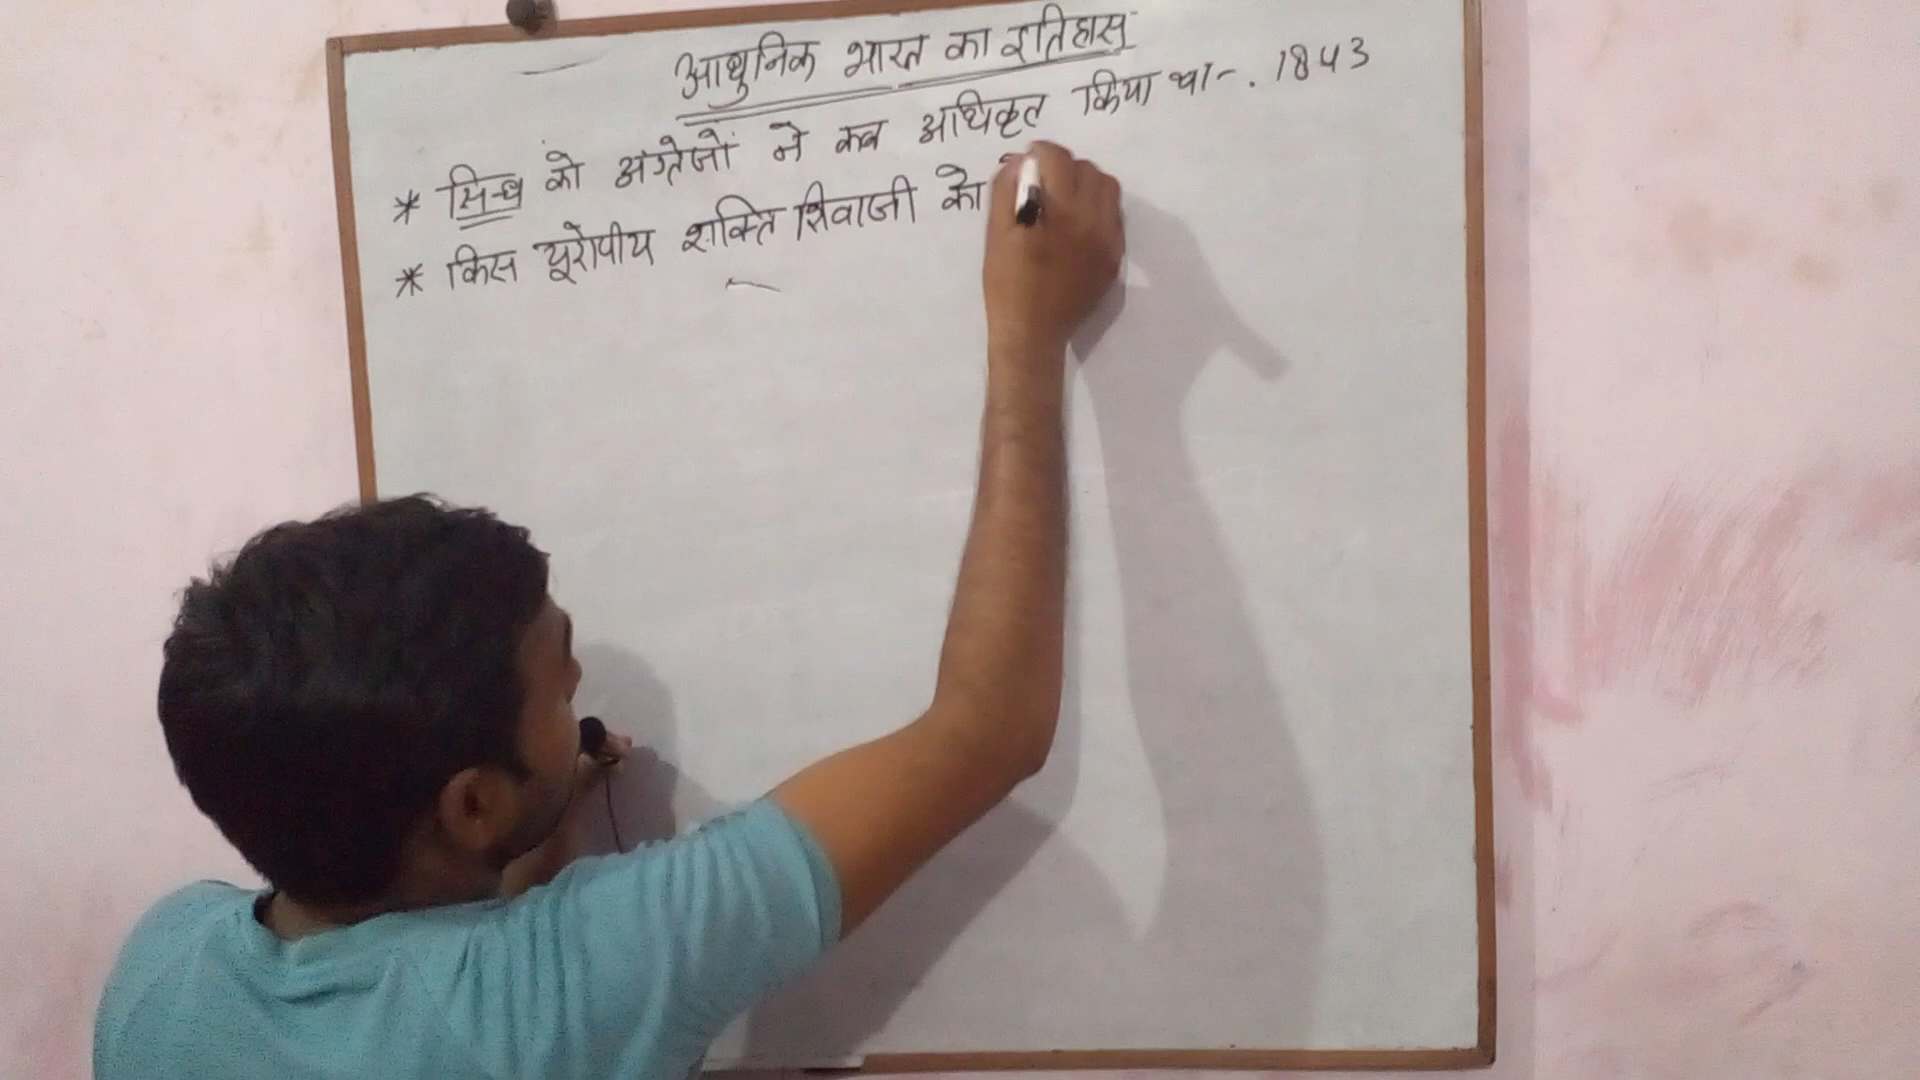 आधुनिक भारत का इतिहास
* सिन्ध को अंग्रेजों ने कब अधिकृत किया था-. 1843
* किस यूरोपीय शक्ति शिवाजी को